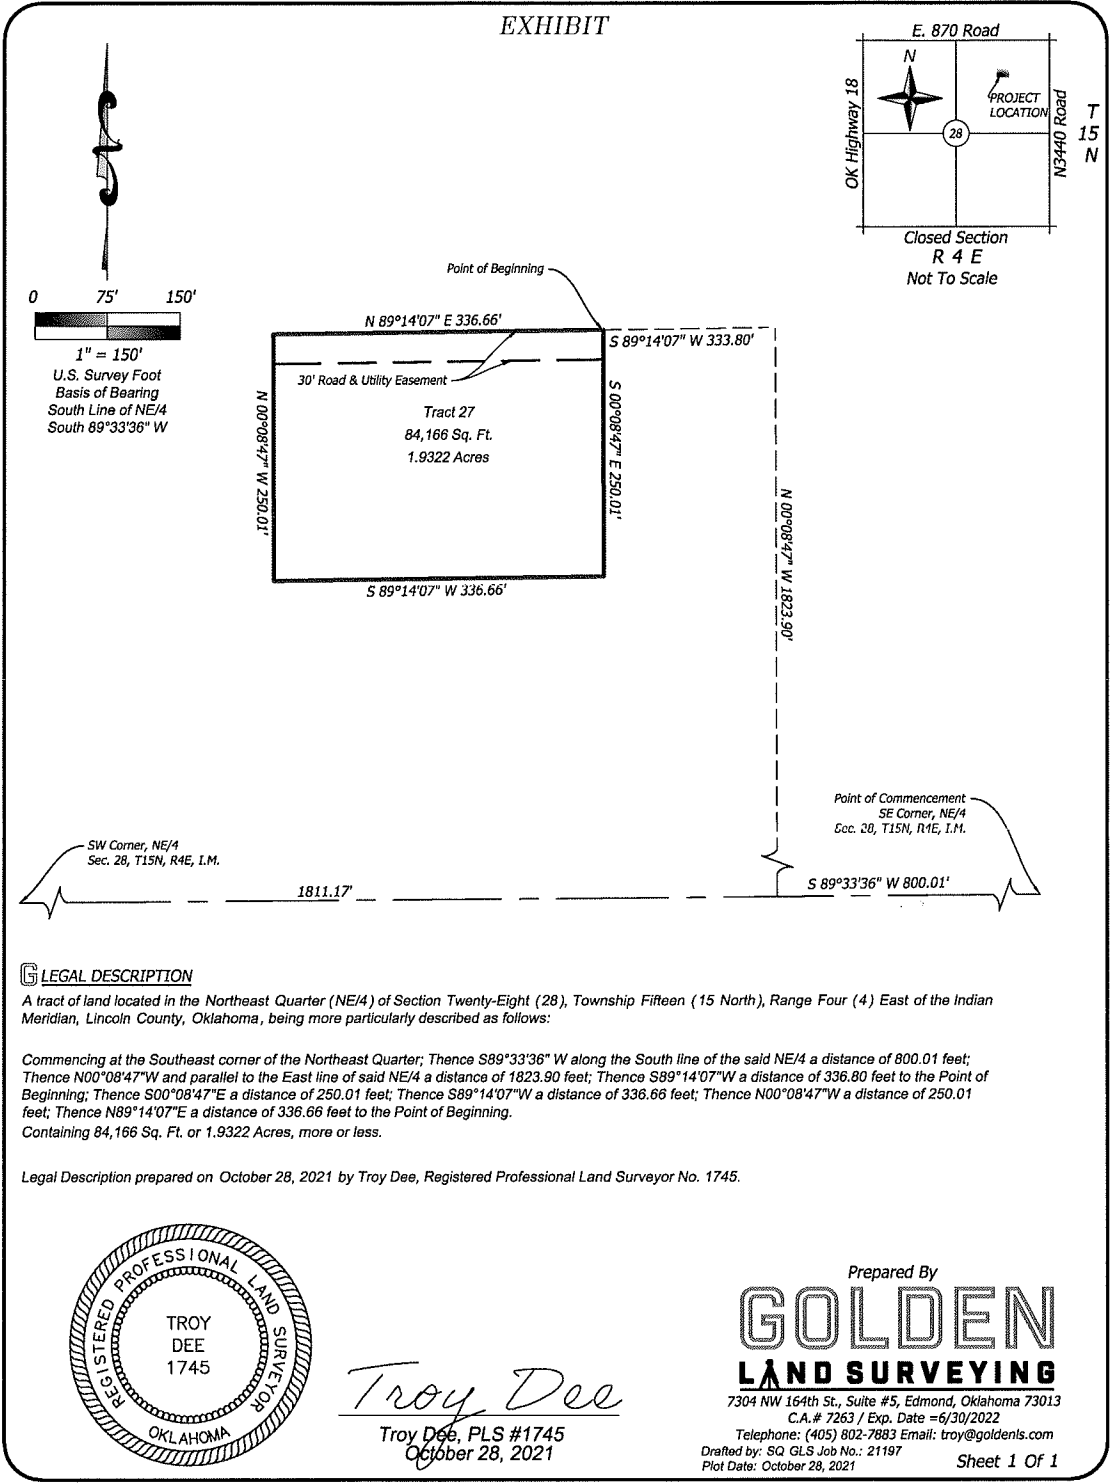 EXHIBIT
E. 870 Road
N
OK Highway 18
PROJECT
LOCATION
28
N3440 Road
T
15
N
Closed Section
R 4 E
Not To Scale
0 75' 150'
1" = 150'
U.S. Survey Foot
Basis of Bearing
South Line of NE/4
South 89°33'36" W
Point of Beginning
N 89°14'07" E 336.66'
S 89°14'07" W 333.80'
30' Road & Utility Easement
Tract 27
84,166 Sq. Ft.
1.9322 Acres
N 00°08'47" W 250.01'
S 00°08'47" E 250.01'
S 89°14'07" W 336.66'
N 00°08'47" W 1823.90'
Point of Commencement
SE Corner, NE/4
Sec. 28, T15N, R4E, I.M.
SW Corner, NE/4
Sec. 28, T15N, R4E, I.M.
1811.17'
S 89°33'36" W 800.01'
G LEGAL DESCRIPTION
A tract of land located in the Northeast Quarter (NE/4) of Section Twenty-Eight (28), Township Fifteen (15 North), Range Four (4) East of the Indian
Meridian, Lincoln County, Oklahoma, being more particularly described as follows:
Commencing at the Southeast corner of the Northeast Quarter; Thence S89°33'36" W along the South line of the said NE/4 a distance of 800.01 feet;
Thence N00°08'47"W and parallel to the East line of said NE/4 a distance of 1823.90 feet; Thence S89°14'07"W a distance of 336.80 feet to the Point of
Beginning; Thence S00°08'47"E a distance of 250.01 feet; Thence S89°14'07"W a distance of 336.66 feet; Thence N00°08'47"W a distance of 250.01
feet; Thence N89°14'07"E a distance of 336.66 feet to the Point of Beginning.
Containing 84,166 Sq. Ft. or 1.9322 Acres, more or less.
Legal Description prepared on October 28, 2021 by Troy Dee, Registered Professional Land Surveyor No. 1745.
REGISTERED PROFESSIONAL LAND SURVEYOR
TROY
DEE
1745
OKLAHOMA
Troy Dee
Troy Dee, PLS #1745
October 28, 2021
Prepared By
GOLDEN
LAND SURVEYING
7304 NW 164th St., Suite #5, Edmond, Oklahoma 73013
C.A.# 7263 / Exp. Date =6/30/2022
Telephone: (405) 802-7883 Email: troy@goldenls.com
Drafted by: SQ GLS Job No.: 21197
Plot Date: October 28, 2021
Sheet 1 Of 1